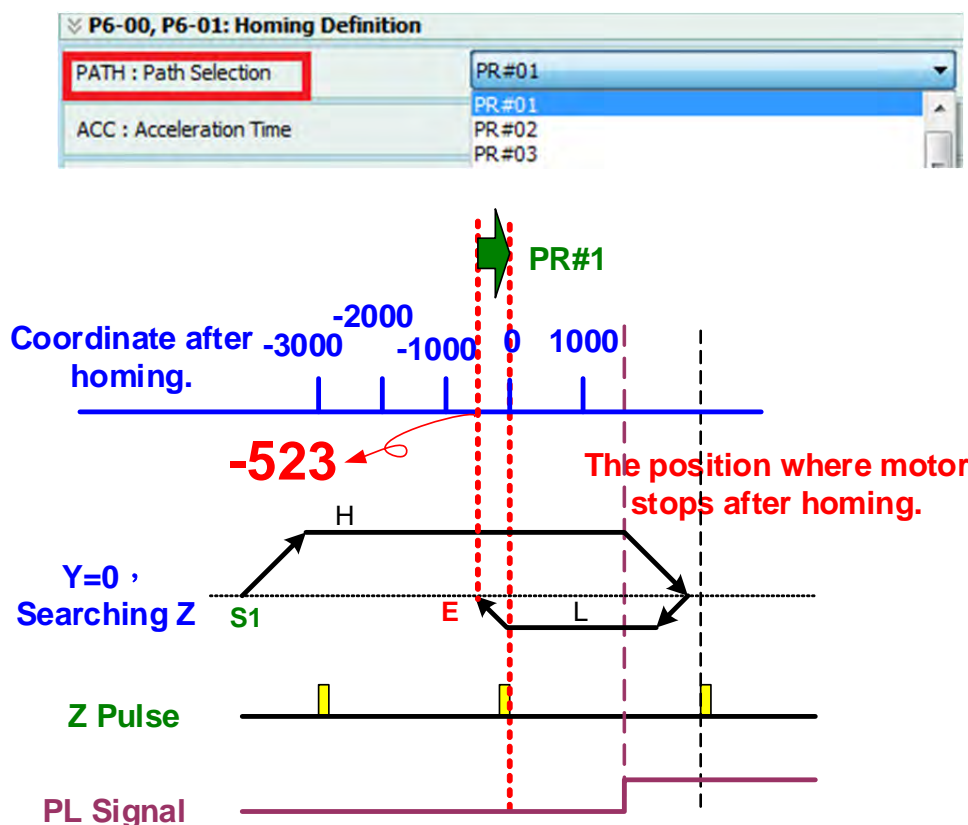 P6-00, P6-01: Homing Definition
PATH : Path Selection
PR#01
PR#01
ACC : Acceleration Time
PR#02
PR#03
PR#1
Coordinate after
homing.
-3000
-2000
-1000
0
1000
-523
The position where motor
stops after homing.
H
Y=0，
Searching Z
S1
E
L
Z Pulse
PL Signal